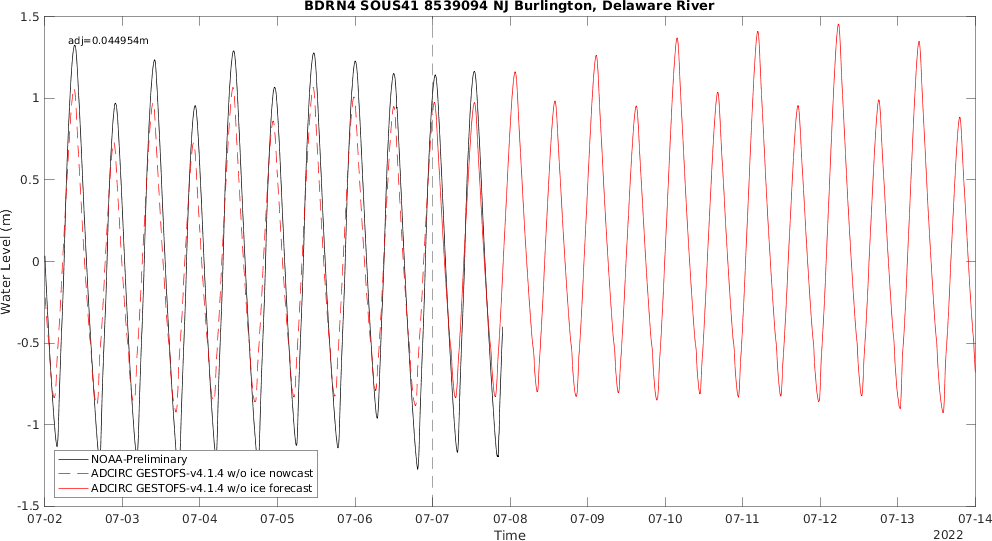 BDRN4 SOUS41 8539094 NJ Burlington, Delaware River
adj=0.044954m
1.5
1
0.5
0
-0.5
-1
-1.5
Water Level (m)
NOAA-Preliminary
ADCIRC GESTOFS-v4.1.4 w/o ice nowcast
ADCIRC GESTOFS-v4.1.4 w/o ice forecast
07-02 07-03 07-04 07-05 07-06 07-07 07-08 07-09 07-10 07-11 07-12 07-13 07-14
Time
2022